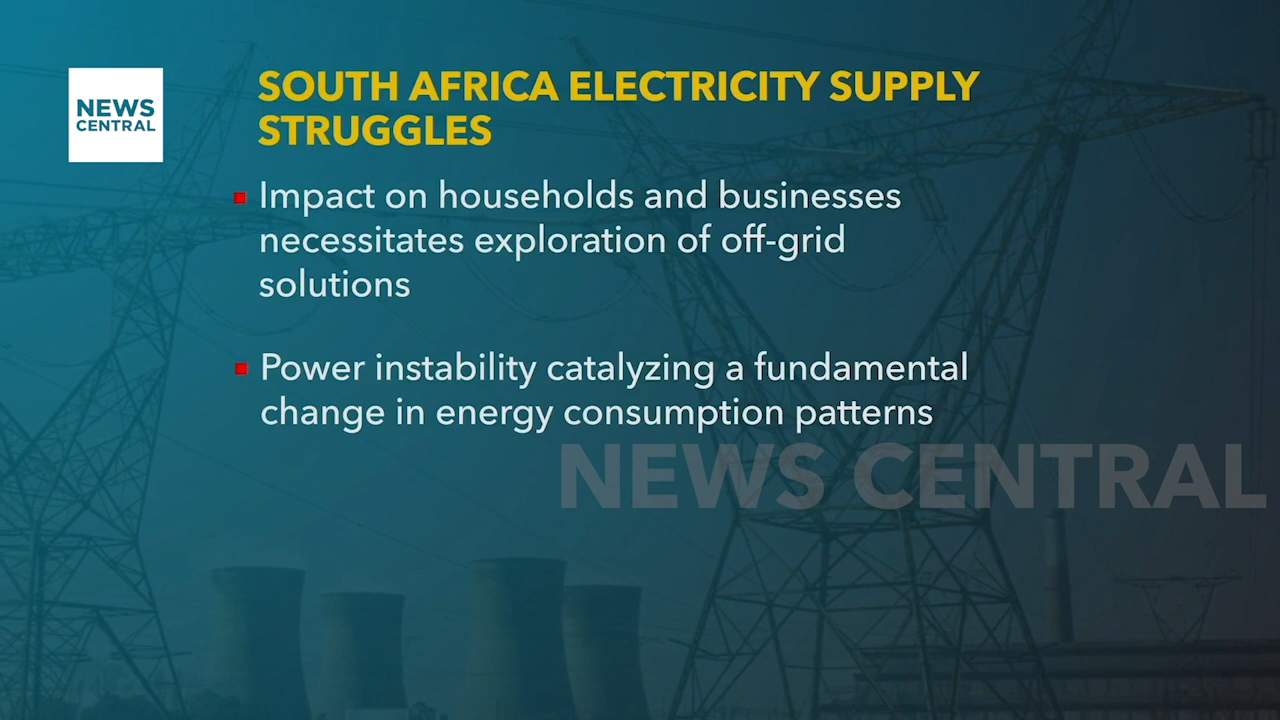 NEWS
CENTRAL
SOUTH AFRICA ELECTRICITY SUPPLY
STRUGGLES
Impact on households and businesses
necessitates exploration of off-grid
solutions
Power instability catalyzing a fundamental
change in energy consumption patterns
NEWS CENTRAL